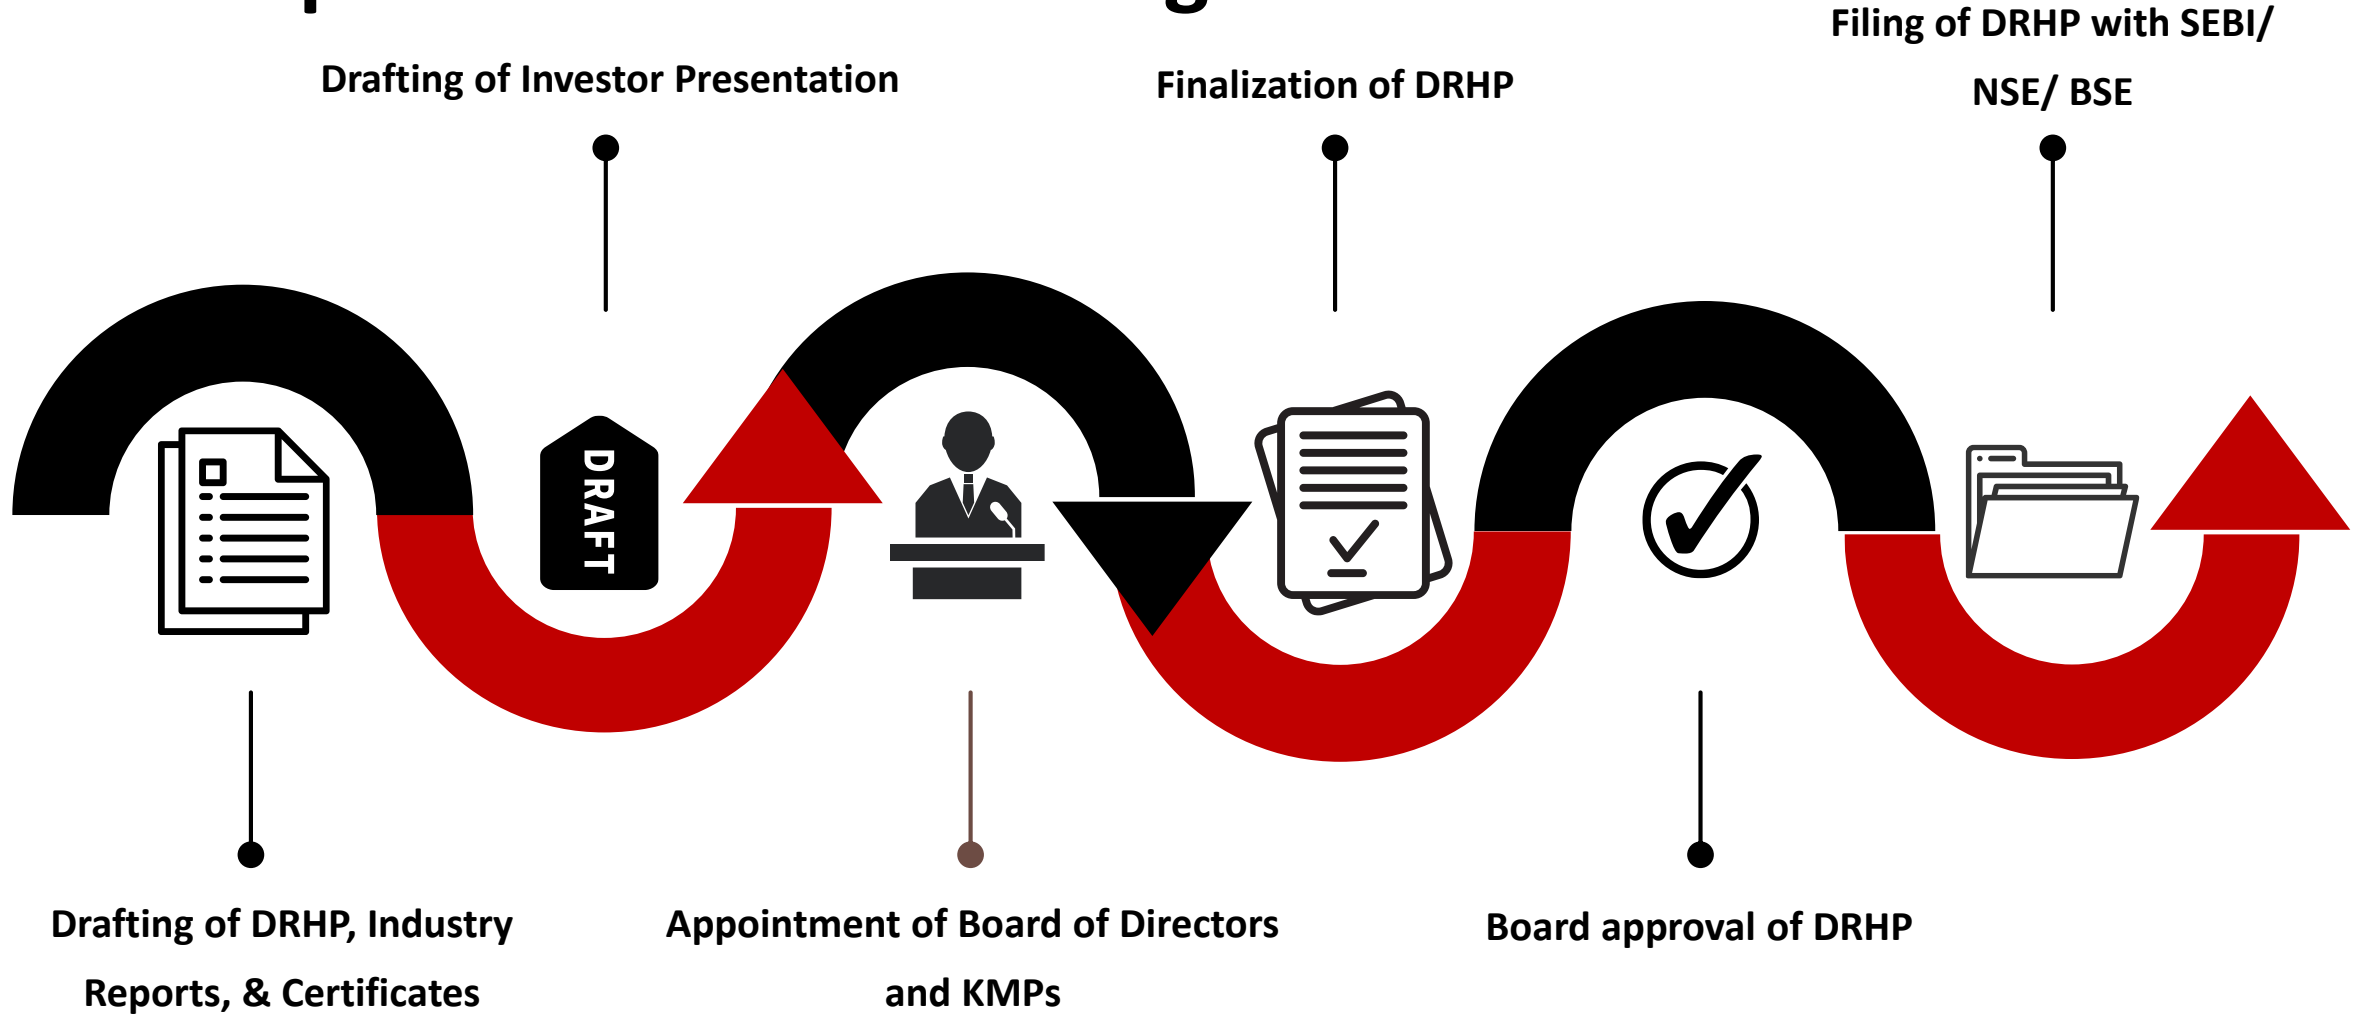 Filing of DRHP with SEBI/
NSE/ BSE
Drafting of Investor Presentation
Finalization of DRHP
DRAFT
Drafting of DRHP, Industry
Reports, & Certificates
Appointment of Board of Directors
and KMPs
Board approval of DRHP